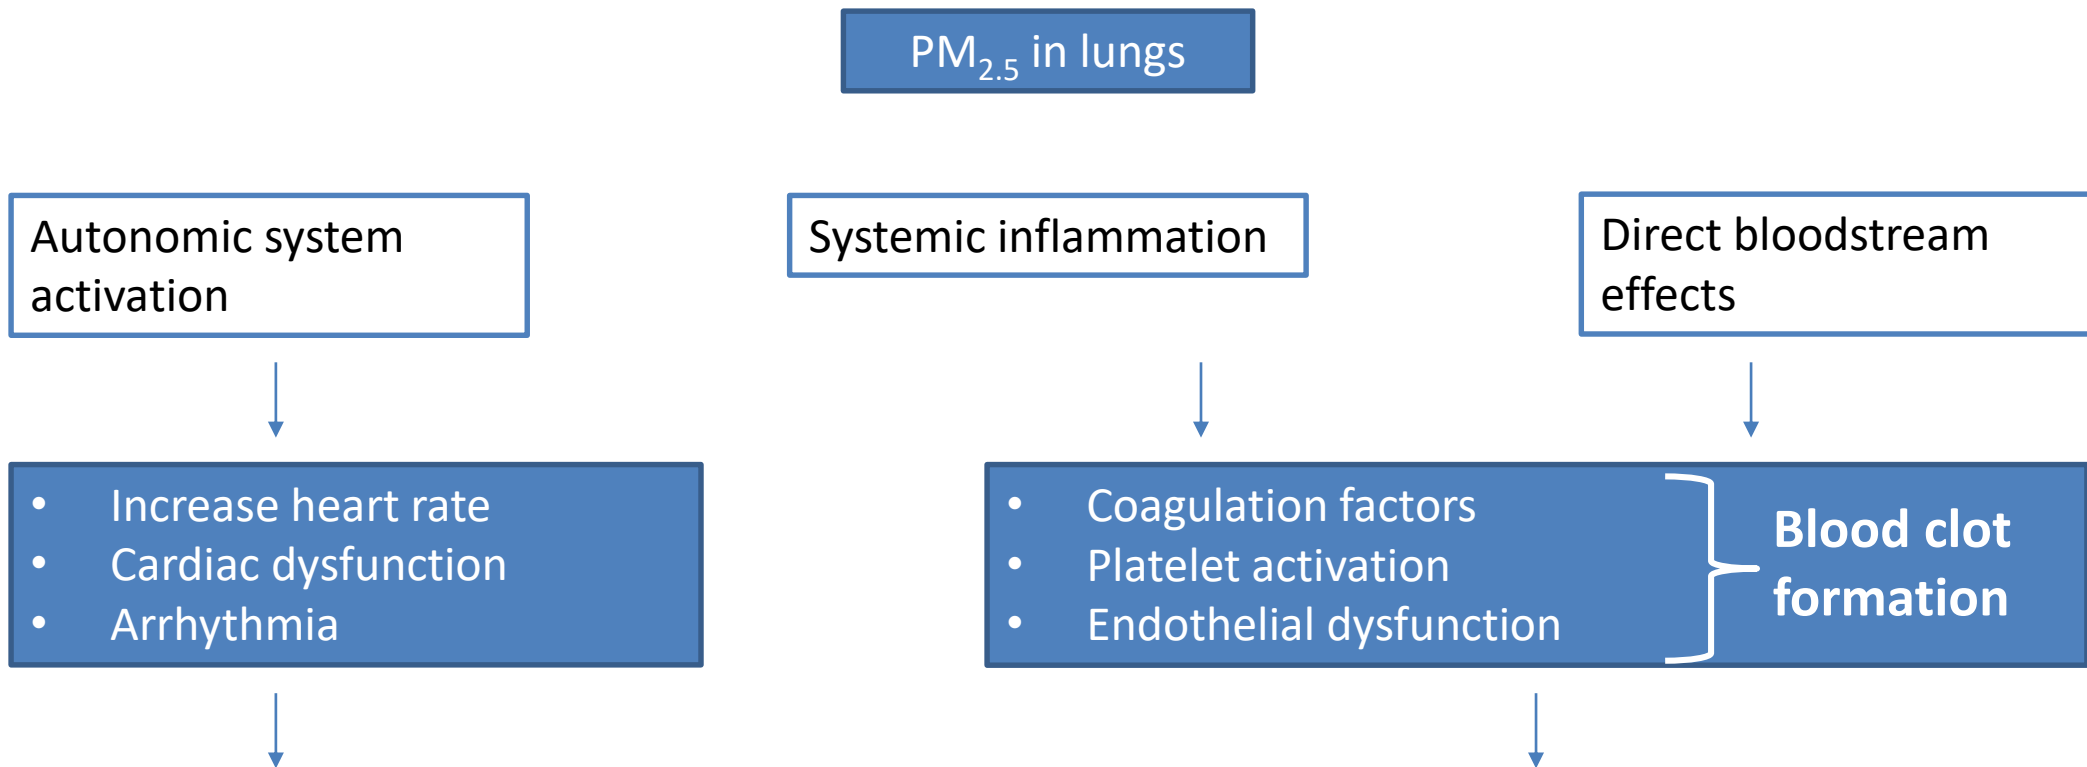 PM2.5 in lungs
Autonomic system
activation
Systemic inflammation
Direct bloodstream
effects
• Increase heart rate
• Cardiac dysfunction
• Arrhythmia
• Coagulation factors
• Platelet activation
• Endothelial dysfunction
Blood clot
formation